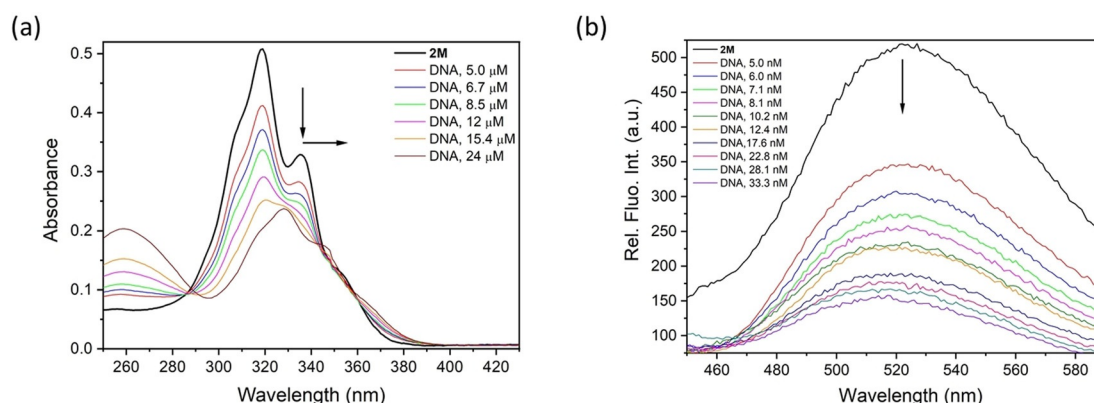 (a)
Absorbance
0.5
0.4
0.3
0.2
0.1
0.0
2M
DNA, 5.0 μM
DNA, 6.7 μM
DNA, 8.5 μM
DNA, 12 μM
DNA, 15.4 μM
DNA, 24 μM
260 280 300 320 340 360 380 400 420
Wavelength (nm)
(b)
Rel. Fluo. Int. (a.u.)
500
450
400
350
300
250
200
150
100
2M
DNA, 5.0 nM
DNA, 6.0 nM
DNA, 7.1 nM
DNA, 8.1 nM
DNA, 10.2 nM
DNA, 12.4 nM
DNA,17.6 nM
DNA, 22.8 nM
DNA, 28.1 nM
DNA, 33.3 nM
460 480 500 520 540 560 580
Wavelength (nm)